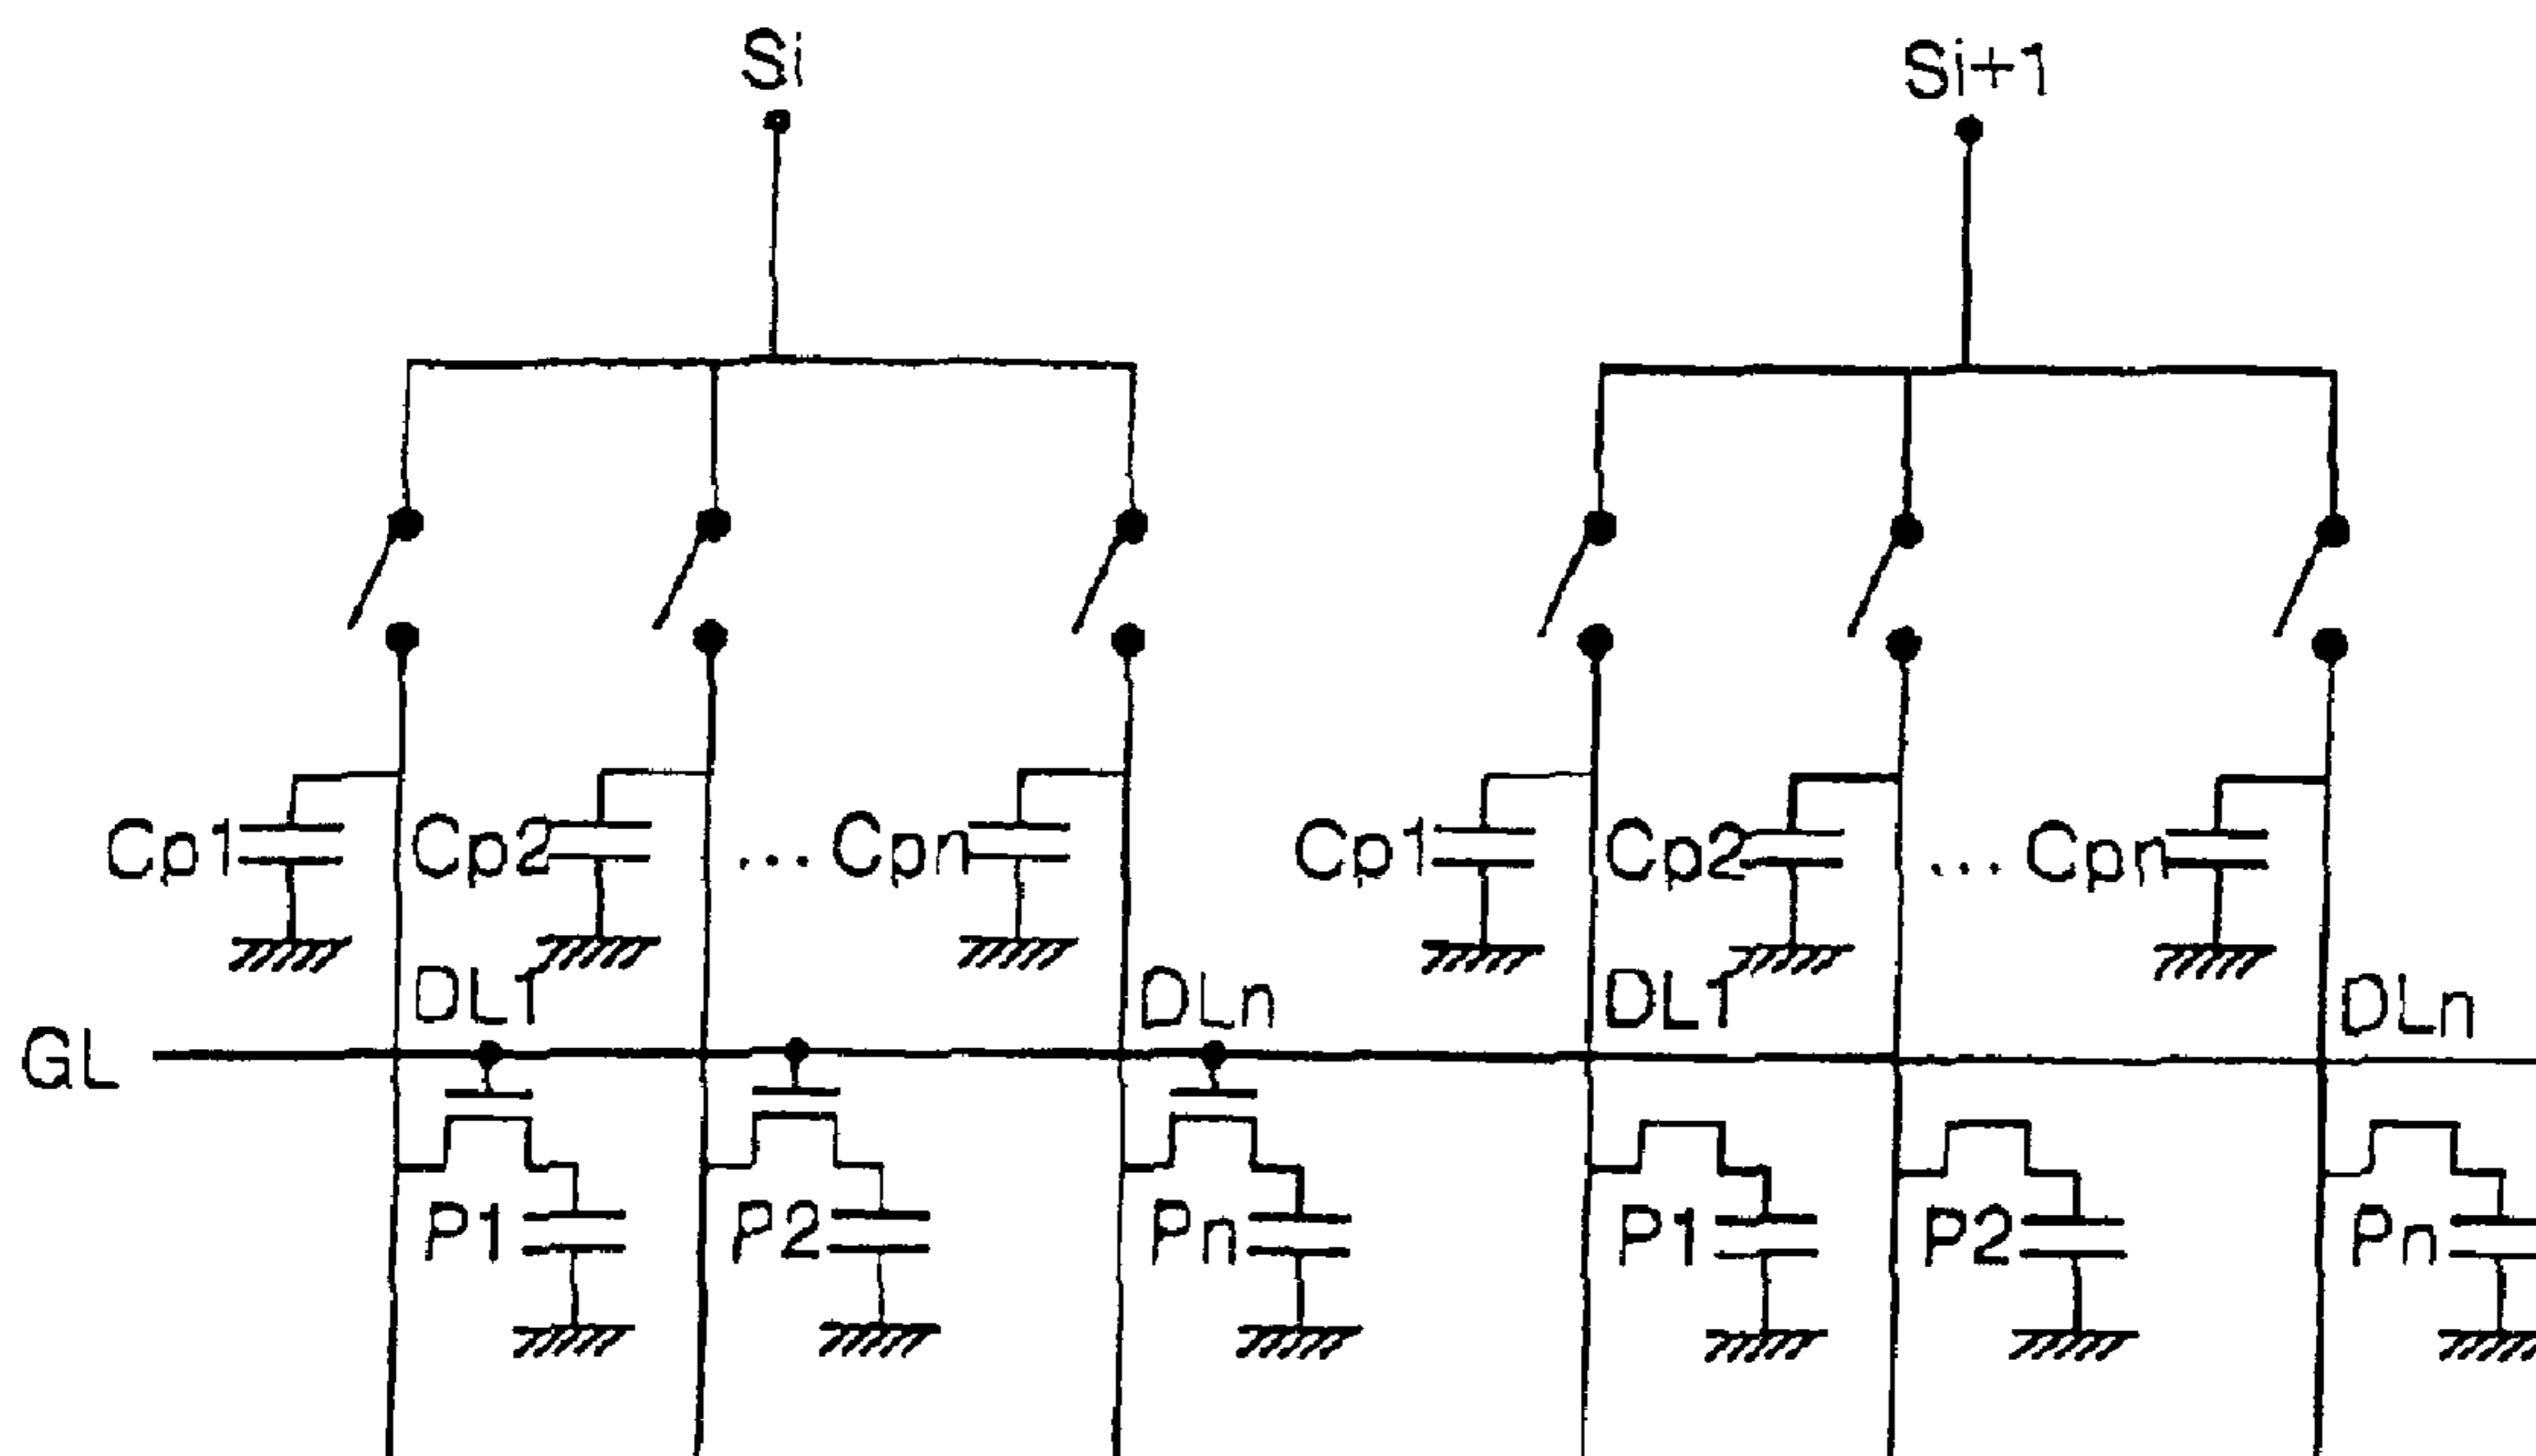 Si Si+1
Cp1 Cp2 ... Cpn Cp1 Cp2 ... Cpn
DL1 DLn DL1 DLn
GL
P1 P2 Pn P1 P2 Pn